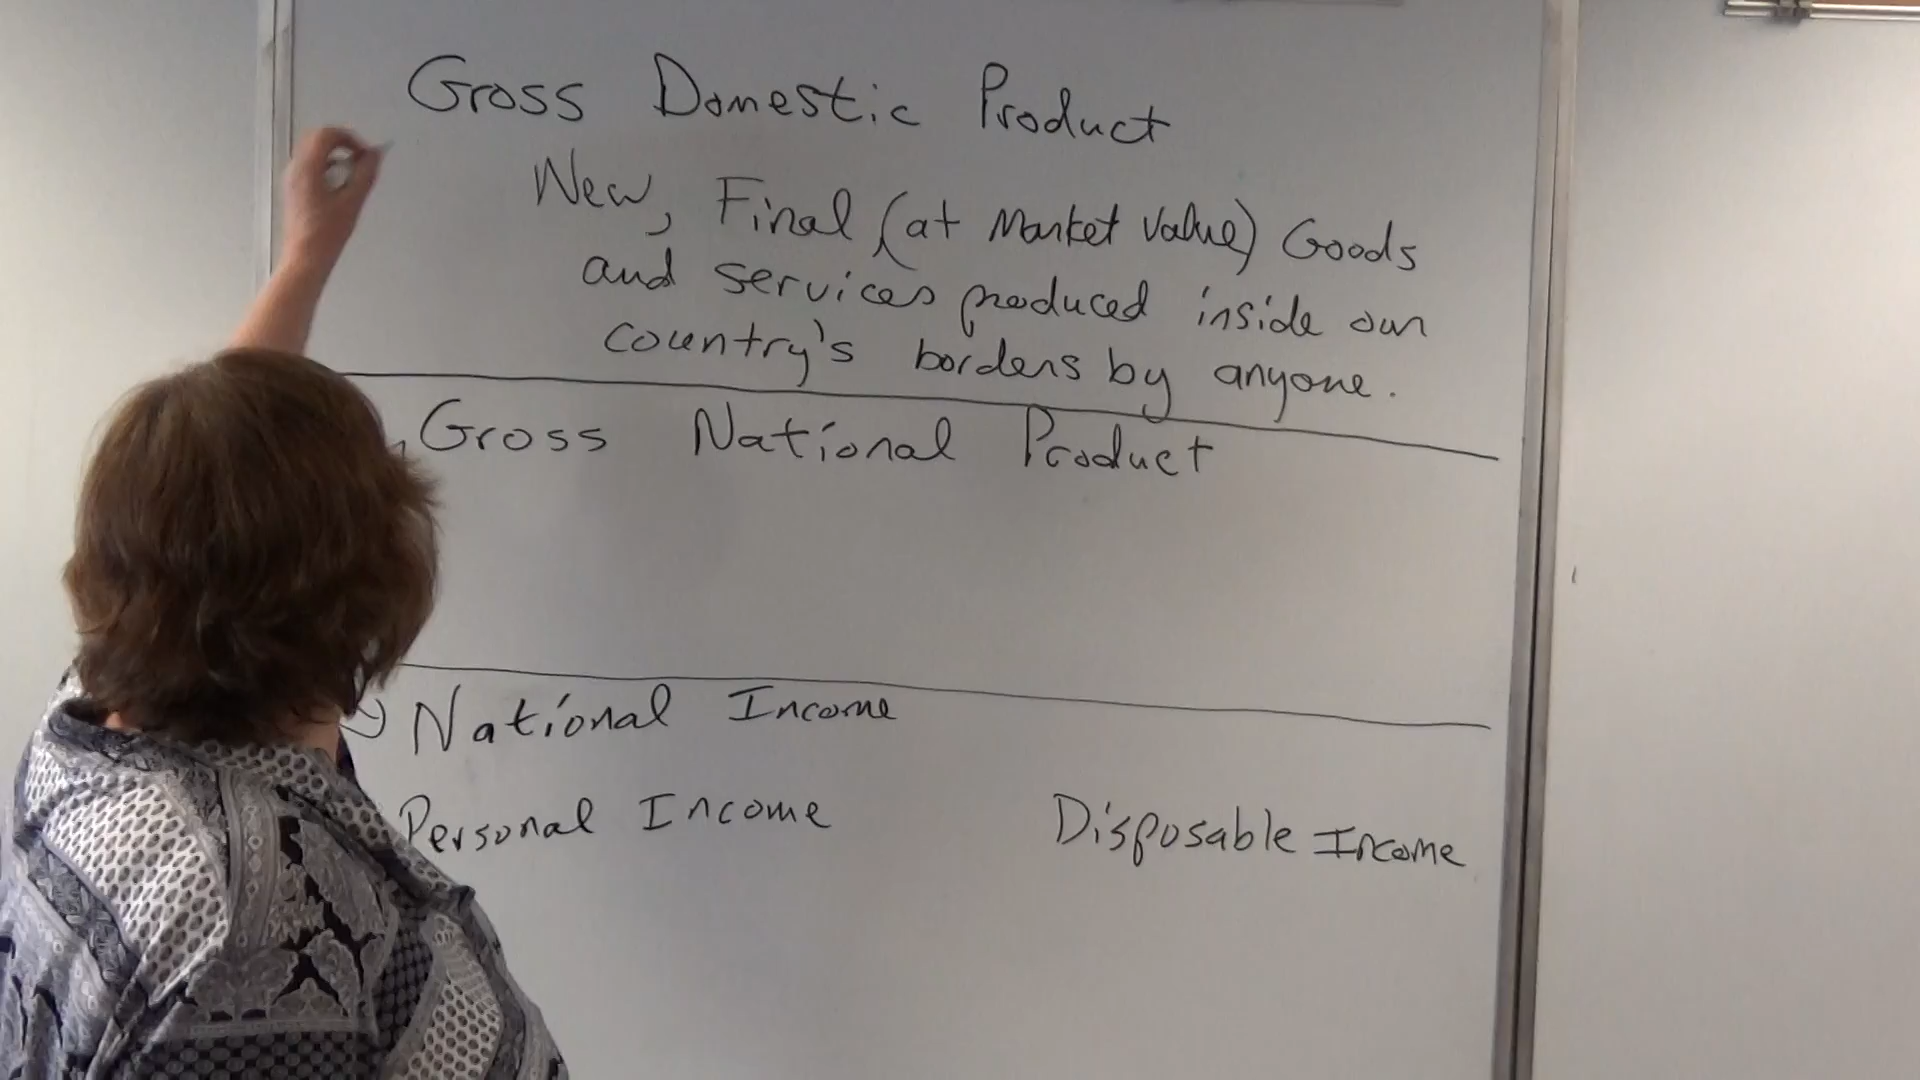 Gross Domestic Product
New, Final (at Market Value) Goods
and services produced inside our
country's borders by anyone.
Gross National Product
National Income
Personal Income Disposable Income